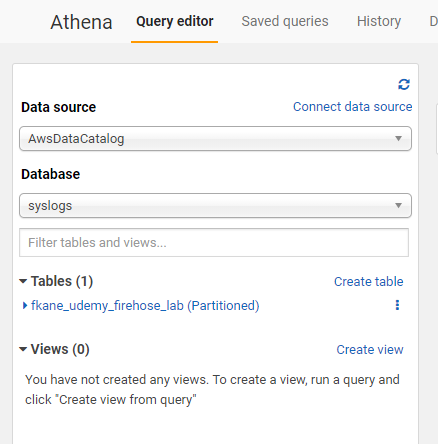 Athena Query editor Saved queries History
Data source Connect data source
AwsDataCatalog
Database
syslogs
Filter tables and views...
Tables (1) Create table
fkane_udemy_firehose_lab (Partitioned)
Views (0) Create view
You have not created any views. To create a view, run a query and
click "Create view from query"